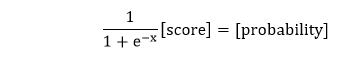 1/(1 + e^-x) [score] = [probability]